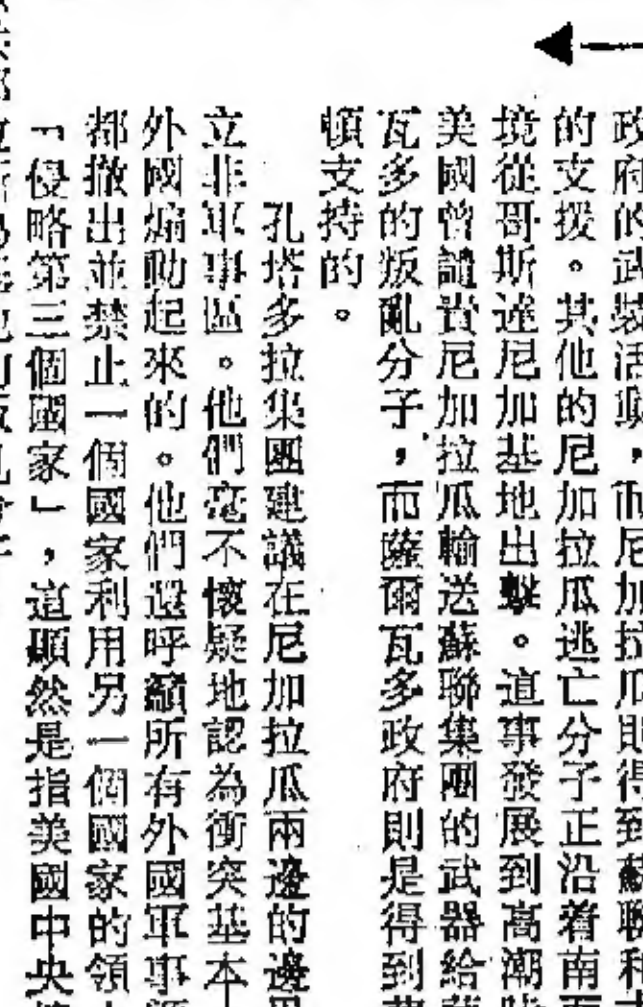 政府的武裝活動，而尼加拉瓜則得到蘇聯和
的支援。其他的尼加拉瓜逃亡分子正沿着南
境從哥斯達尼加基地出擊。這事發展到高潮
美國曾譴責尼加拉瓜輸送蘇聯集團的武器給
瓦多的叛亂分子，而薩爾瓦多政府則是得到
頓支持的。
孔塔多拉集團建議在尼加拉瓜兩邊的邊
立非軍事區。他們毫不懷疑地認為衝突基本
外國煽動起來的。他們還呼籲所有外國軍事
都撤出並禁止一個國家利用另一個國家的領
「侵略第三個國家」，這顯然是指美國中央